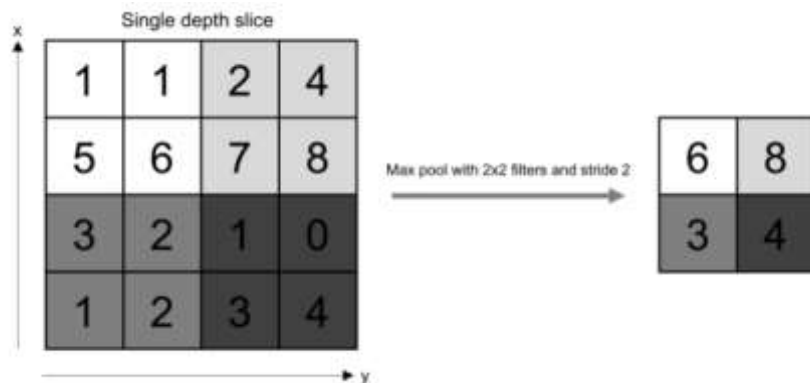 Single depth slice
x
1 1 2 4
5 6 7 8
3 2 1 0
1 2 3 4
y
Max pool with 2x2 filters and stride 2
6 8
3 4